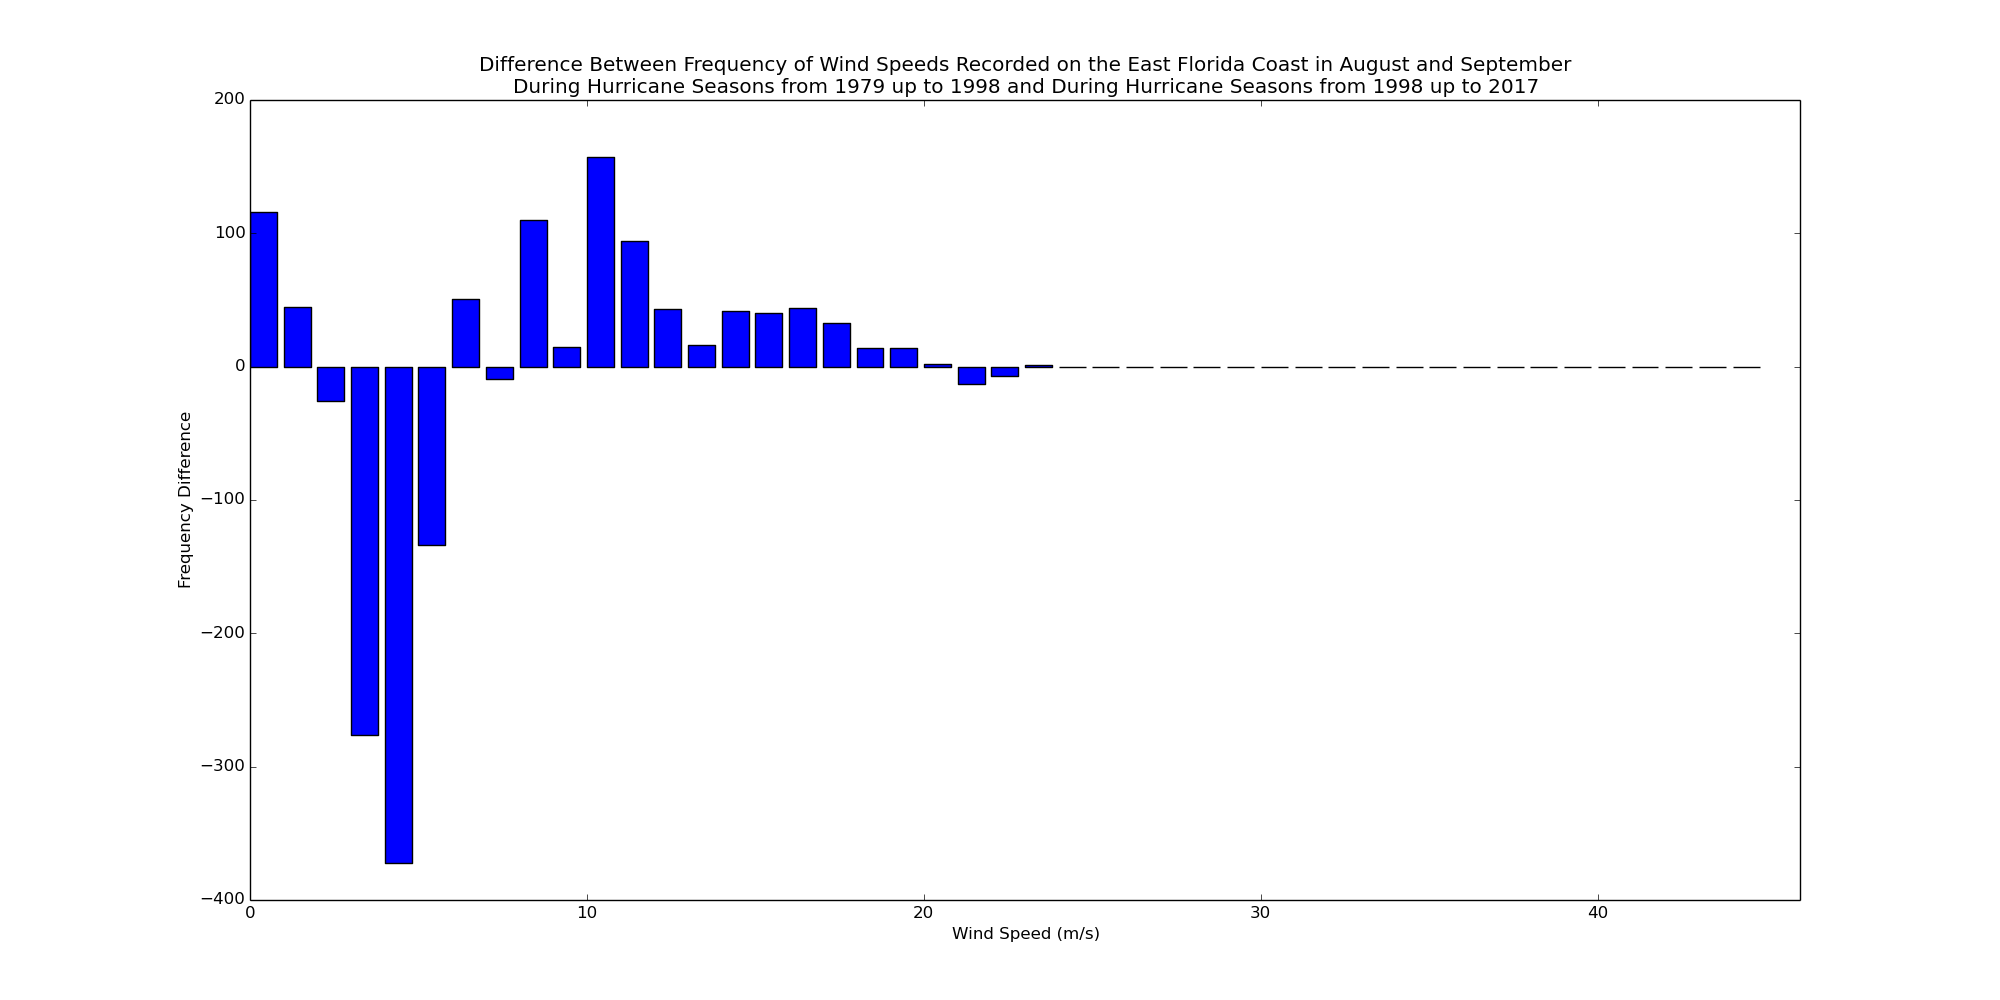 Difference Between Frequency of Wind Speeds Recorded on the East Florida Coast in August and September
During Hurricane Seasons from 1979 up to 1998 and During Hurricane Seasons from 1998 up to 2017
200
100
0
−100
−200
−300
−400
Frequency Difference
0 10 20 30 40
Wind Speed (m/s)